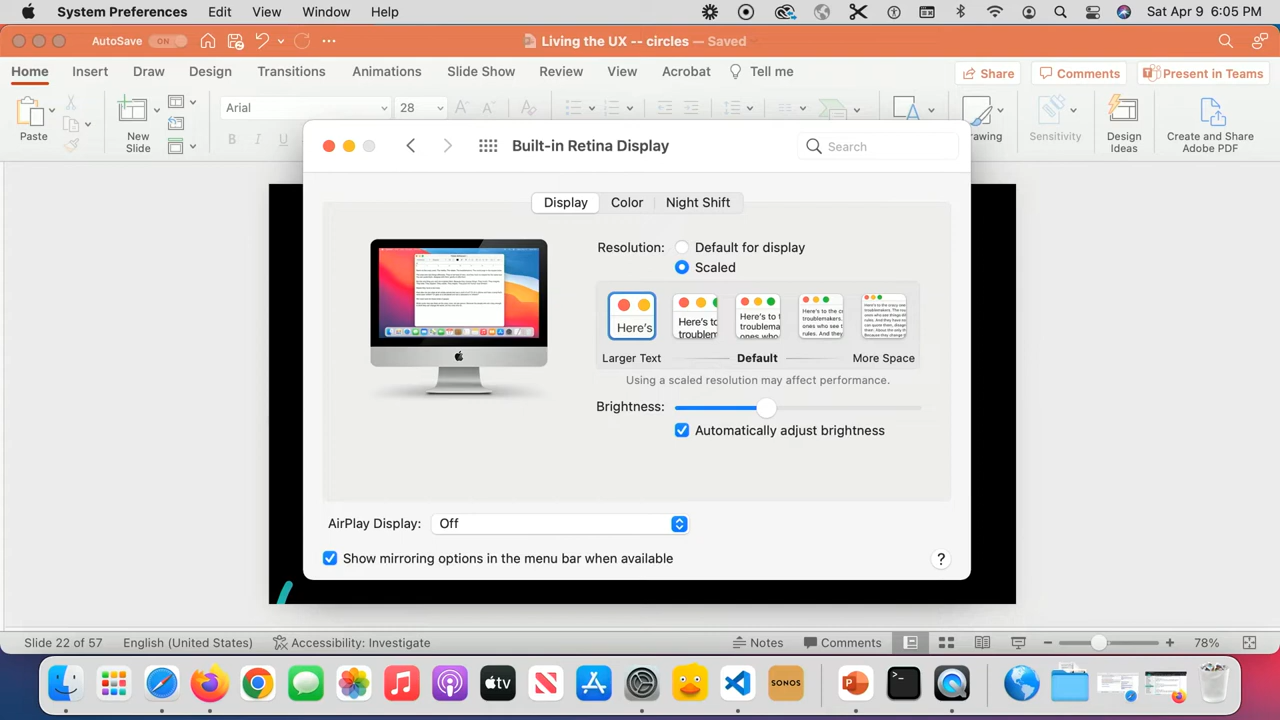 System Preferences Edit View Window Help Sat Apr 9 6:05 PM
AutoSave ON Living the UX -- circles — Saved
Home Insert Draw Design Transitions Animations Slide Show Review View Acrobat Tell me Share Comments Present in Teams
Paste New Slide Arial 28 Drawing Sensitivity Design Ideas Create and Share Adobe PDF
Built-in Retina Display Search
Display Color Night Shift
Resolution: Default for display
Scaled
Here's
Here's to
troublem
Here's to the
troublema
ones who
Here's to the c
troublemakers.
ones who see t
rules. And they
Larger Text Default More Space
Using a scaled resolution may affect performance.
Brightness:
Automatically adjust brightness
AirPlay Display: Off
Show mirroring options in the menu bar when available ?
Slide 22 of 57 English (United States) Accessibility: Investigate Notes Comments 78%
tv SONOS